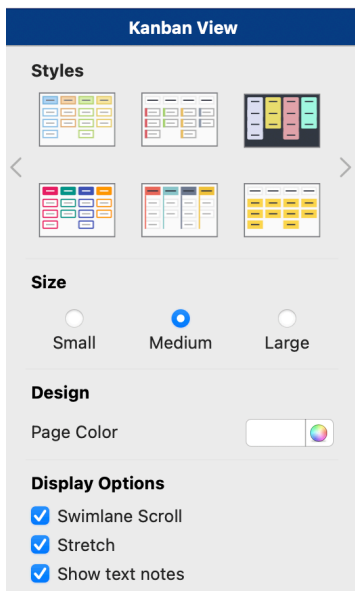 Kanban View
Styles
Size
Small Medium Large
Design
Page Color
Display Options
Swimlane Scroll
Stretch
Show text notes